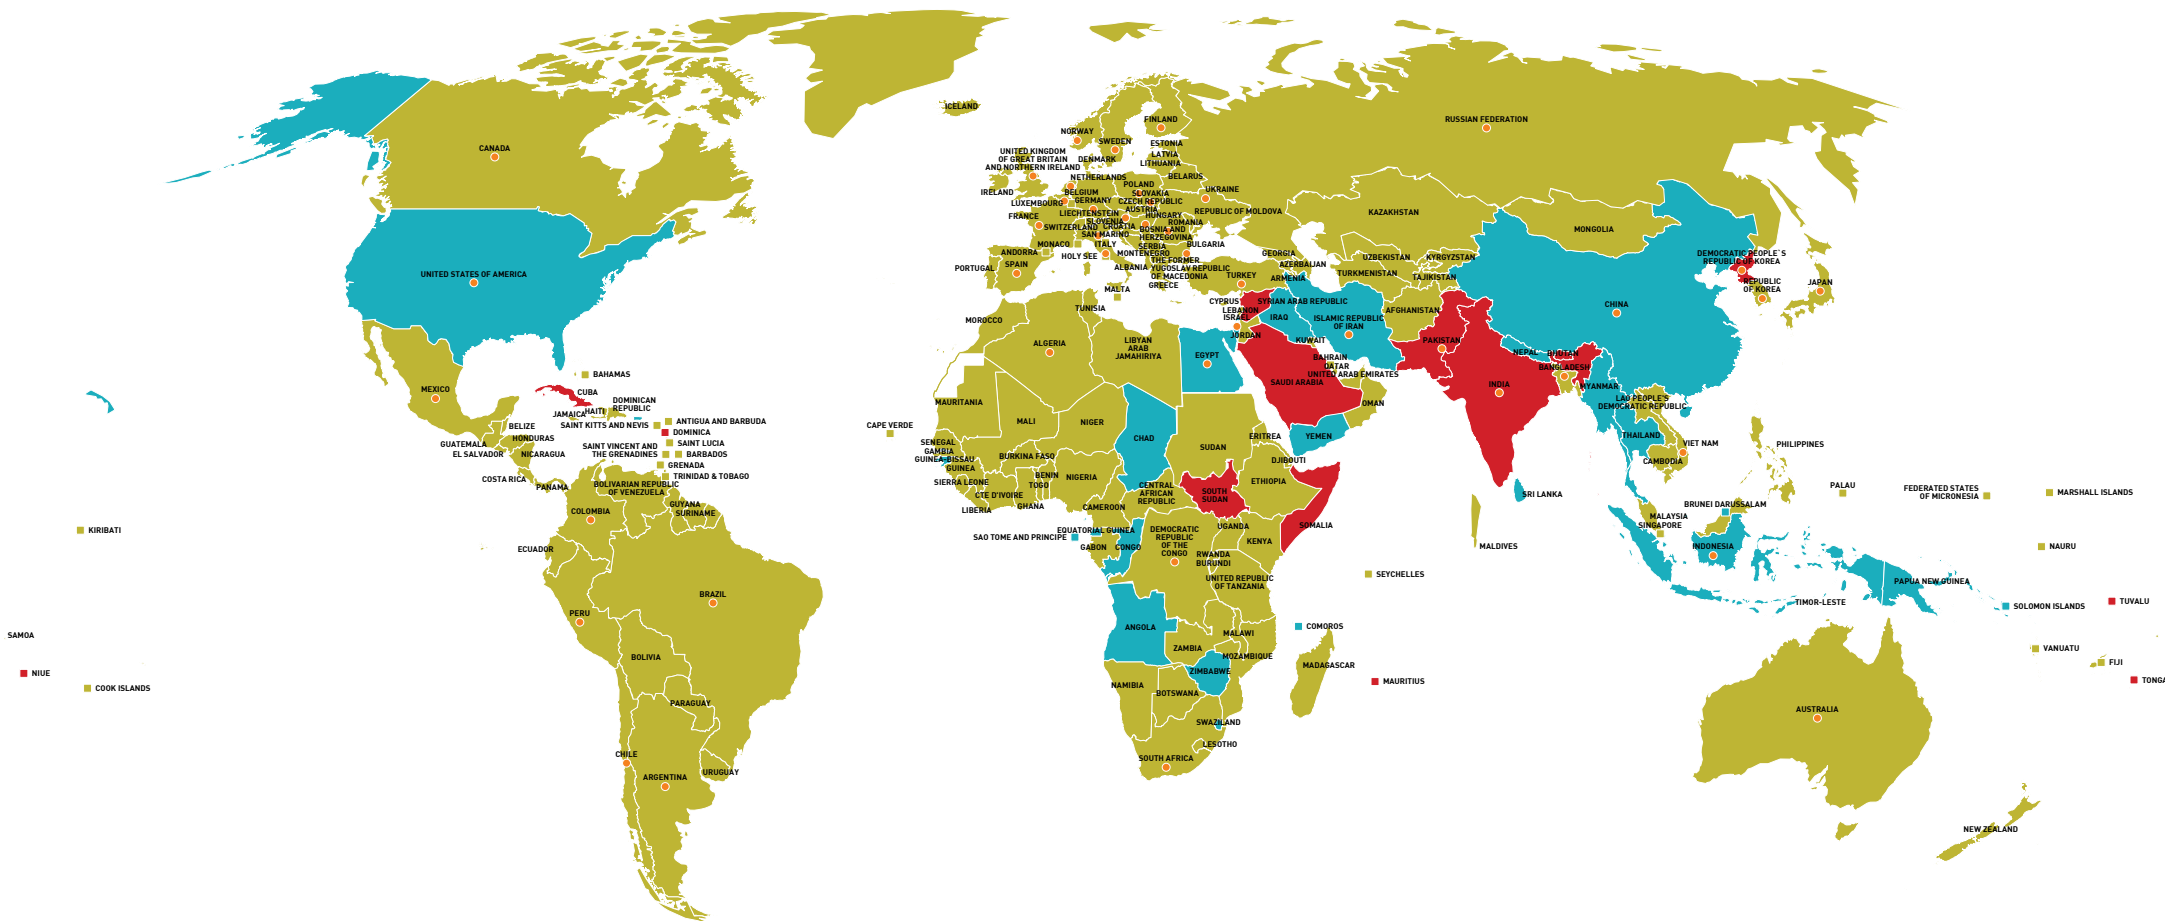 ICELAND
CANADA
NORWAY
FINLAND
SWEDEN
ESTONIA
LATVIA
LITHUANIA
RUSSIAN FEDERATION
UNITED KINGDOM
OF GREAT BRITAIN
AND NORTHERN IRELAND
DENMARK
IRELAND
NETHERLANDS
BELGIUM
LUXEMBOURG
GERMANY
POLAND
SLOVAKIA
CZECH REPUBLIC
AUSTRIA
BELARUS
UKRAINE
LIECHTENSTEIN
SLOVENIA
FRANCE
SWITZERLAND
CROATIA
HUNGARY
ROMANIA
REPUBLIC OF MOLDOVA
SAN MARINO
BOSNIA AND
HERZEGOVINA
SERBIA
MONACO
ITALY
ANDORRA
HOLY SEE
MONTENEGRO
BULGARIA
PORTUGAL
SPAIN
ALBANIA
THE FORMER
YUGOSLAV REPUBLIC
OF MACEDONIA
GREECE
MALTA
TURKEY
CYPRUS
GEORGIA
AZERBAIJAN
ARMENIA
KAZAKHSTAN
UZBEKISTAN
KYRGYZSTAN
TURKMENISTAN
TAJIKISTAN
MONGOLIA
DEMOCRATIC PEOPLE`S
REPUBLIC OF KOREA
REPUBLIC
OF KOREA
JAPAN
CHINA
UNITED STATES OF AMERICA
MEXICO
BAHAMAS
CUBA
DOMINICAN
REPUBLIC
HAITI
JAMAICA
SAINT KITTS AND NEVIS
ANTIGUA AND BARBUDA
DOMINICA
SAINT LUCIA
SAINT VINCENT AND
THE GRENADINES
BARBADOS
GRENADA
TRINIDAD & TOBAGO
BELIZE
HONDURAS
GUATEMALA
EL SALVADOR
NICARAGUA
COSTA RICA
PANAMA
BOLIVARIAN REPUBLIC
OF VENEZUELA
GUYANA
SURINAME
COLOMBIA
ECUADOR
PERU
BRAZIL
BOLIVIA
PARAGUAY
CHILE
ARGENTINA
URUGUAY
KIRIBATI
SAMOA
NIUE
COOK ISLANDS
MOROCCO
TUNISIA
ALGERIA
LIBYAN
ARAB
JAMAHIRIYA
EGYPT
LEBANON
ISRAEL
JORDAN
SYRIAN ARAB REPUBLIC
IRAQ
ISLAMIC REPUBLIC
OF IRAN
KUWAIT
BAHRAIN
QATAR
UNITED ARAB EMIRATES
SAUDI ARABIA
OMAN
YEMEN
AFGHANISTAN
PAKISTAN
INDIA
NEPAL
BHUTAN
BANGLADESH
MYANMAR
LAO PEOPLE'S
DEMOCRATIC REPUBLIC
THAILAND
VIET NAM
CAMBODIA
PHILIPPINES
SRI LANKA
MALDIVES
BRUNEI DARUSSALAM
MALAYSIA
SINGAPORE
INDONESIA
TIMOR-LESTE
PAPUA NEW GUINEA
PALAU
FEDERATED STATES
OF MICRONESIA
MARSHALL ISLANDS
NAURU
SOLOMON ISLANDS
TUVALU
VANUATU
FIJI
TONGA
AUSTRALIA
NEW ZEALAND
CAPE VERDE
MAURITANIA
MALI
NIGER
CHAD
SUDAN
ERITREA
DJIBOUTI
SENEGAL
GAMBIA
GUINEA-BISSAU
GUINEA
SIERRA LEONE
LIBERIA
CTE D'IVOIRE
BURKINA FASO
GHANA
TOGO
BENIN
NIGERIA
CAMEROON
CENTRAL
AFRICAN
REPUBLIC
SOUTH
SUDAN
ETHIOPIA
SOMALIA
EQUATORIAL GUINEA
SAO TOME AND PRINCIPE
GABON
CONGO
DEMOCRATIC
REPUBLIC
OF THE
CONGO
UGANDA
KENYA
RWANDA
BURUNDI
UNITED REPUBLIC
OF TANZANIA
SEYCHELLES
COMOROS
ANGOLA
ZAMBIA
MALAWI
MOZAMBIQUE
ZIMBABWE
MADAGASCAR
MAURITIUS
NAMIBIA
BOTSWANA
SWAZILAND
LESOTHO
SOUTH AFRICA